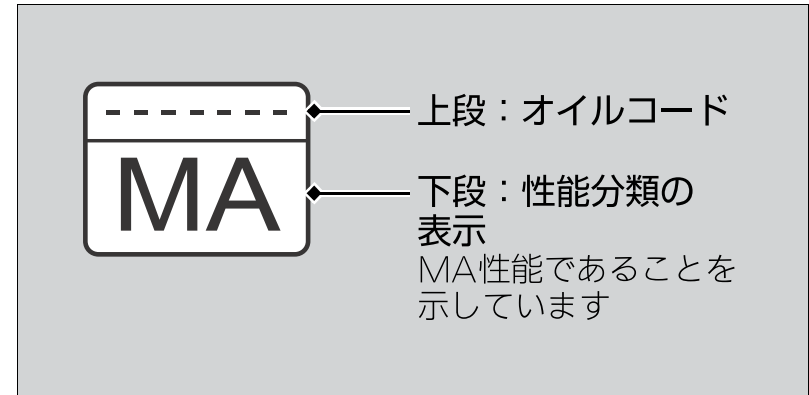 MA
上段：オイルコード
下段：性能分類の
表示
MA性能であることを
示しています